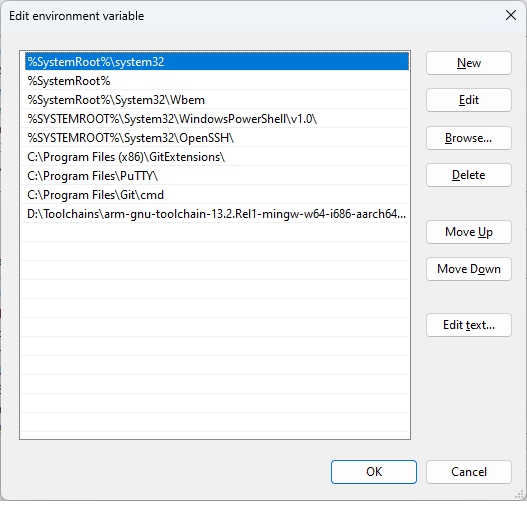 Edit environment variable
%SystemRoot%\system32
%SystemRoot%
%SystemRoot%\System32\Wbem
%SYSTEMROOT%\System32\WindowsPowerShell\v1.0\
%SYSTEMROOT%\System32\OpenSSH\
C:\Program Files (x86)\GitExtensions\
C:\Program Files\PuTTY\
C:\Program Files\Git\cmd
D:\Toolchains\arm-gnu-toolchain-13.2.Rel1-mingw-w64-i686-aarch64...
New
Edit
Browse...
Delete
Move Up
Move Down
Edit text...
OK
Cancel